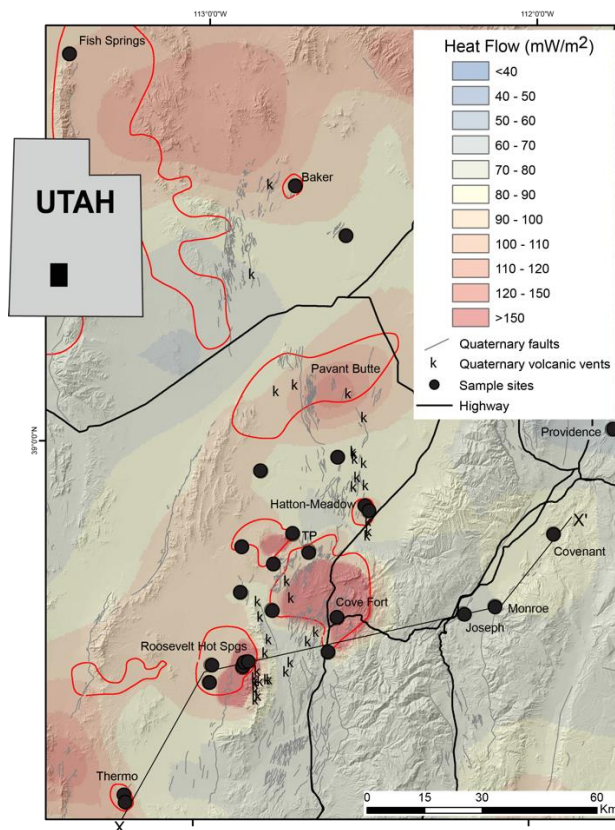 113°0'0"W
112°0'0"W
Fish Springs
Heat Flow (mW/m2)
<40
40 - 50
50 - 60
60 - 70
70 - 80
80 - 90
90 - 100
100 - 110
110 - 120
120 - 150
>150
Quaternary faults
k Quaternary volcanic vents
Sample sites
Highway
UTAH
k
Baker
k
Pavant Butte
k
k
k
k
39°0'0"N
Providence
k
k
k
k
k
k
Hatton-Meadow
k
k
k
X'
TP
Covenant
k
k
k
Cove Fort
Monroe
Joseph
k
k
k
k
k
Roosevelt Hot Spgs
k
k
k
k
k
k
k
k
k
Thermo
X
0 15 30 60
Km